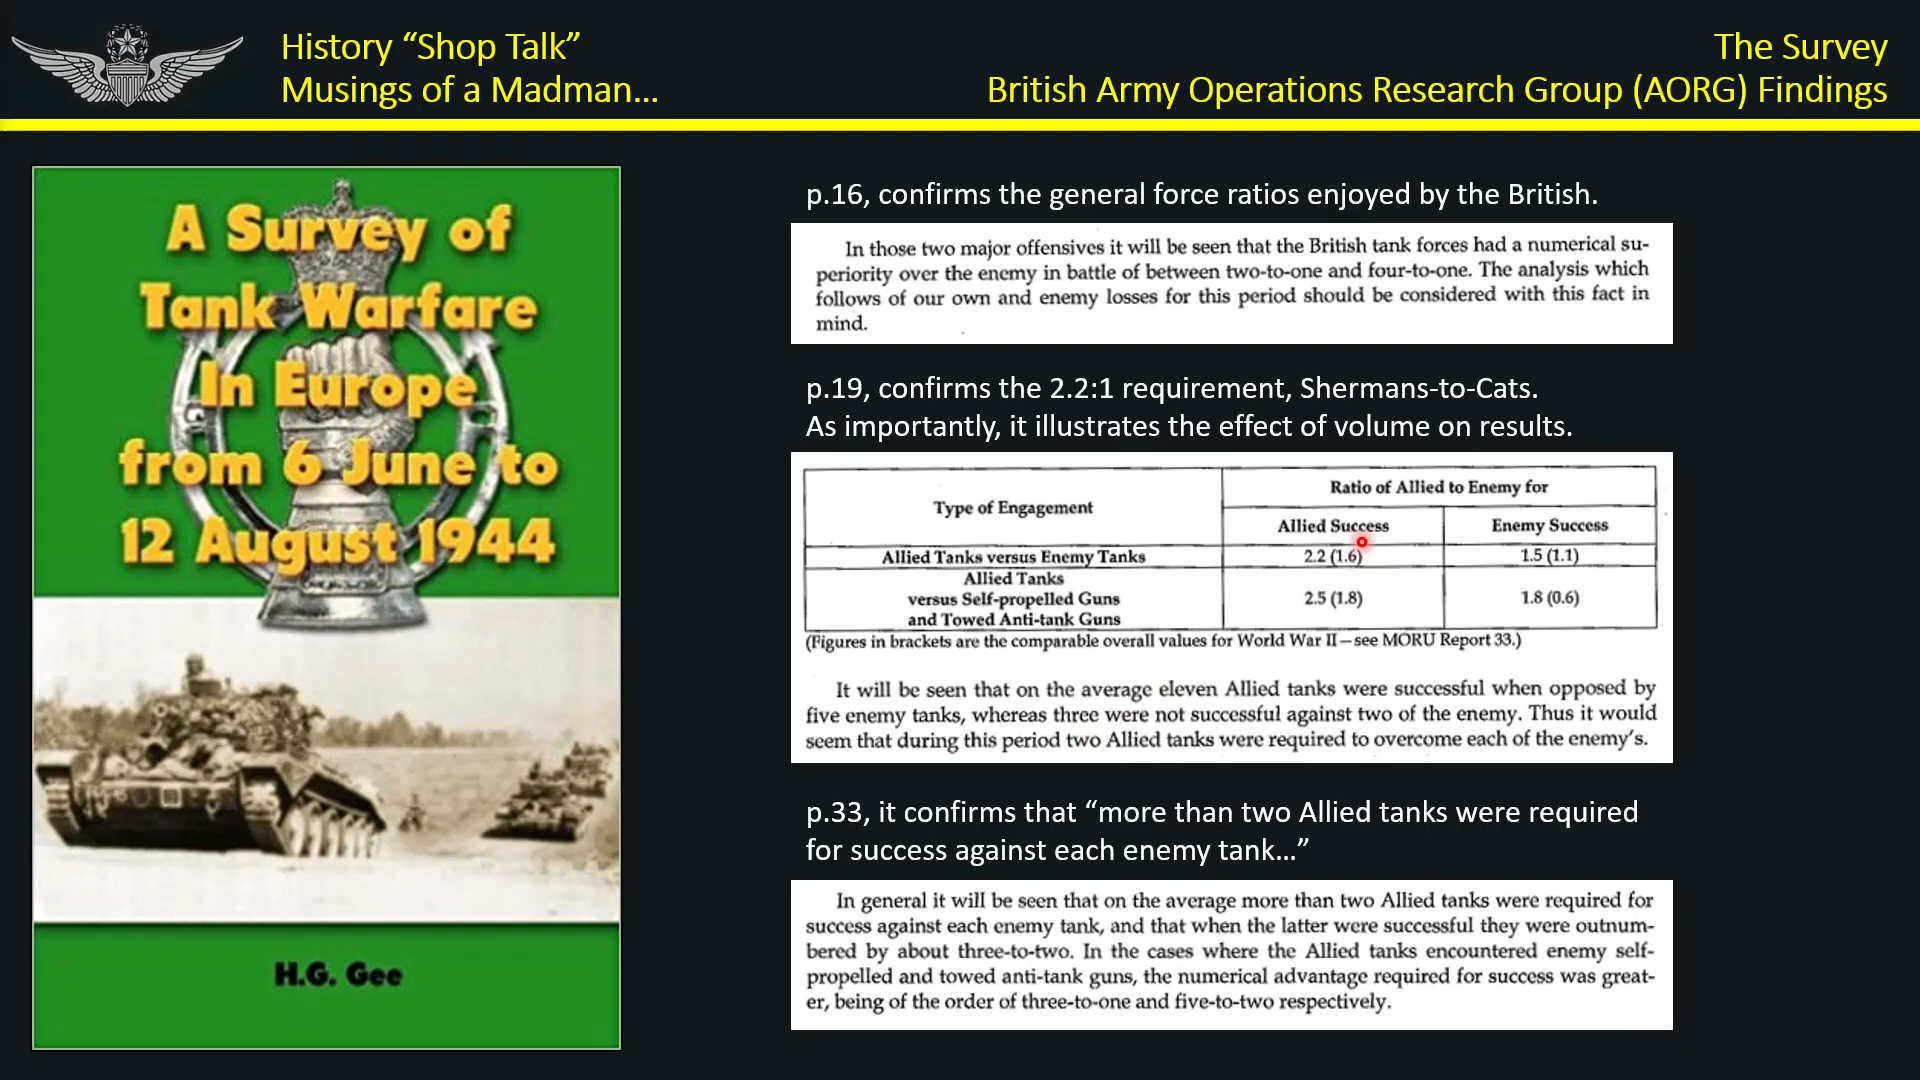 History “Shop Talk”
Musings of a Madman…
The Survey
British Army Operations Research Group (AORG) Findings
A Survey of
Tank Warfare
In Europe
from 6 June to
12 August 1944
H.G. Gee
p.16, confirms the general force ratios enjoyed by the British.
In those two major offensives it will be seen that the British tank forces had a numerical su-
periority over the enemy in battle of between two-to-one and four-to-one. The analysis which
follows of our own and enemy losses for this period should be considered with this fact in
mind.
p.19, confirms the 2.2:1 requirement, Shermans-to-Cats.
As importantly, it illustrates the effect of volume on results.
Type of Engagement
Ratio of Allied to Enemy for
Allied Success
Enemy Success
Allied Tanks versus Enemy Tanks
2.2 (1.6)
1.5 (1.1)
Allied Tanks
versus Self-propelled Guns
and Towed Anti-tank Guns
2.5 (1.8)
1.8 (0.6)
(Figures in brackets are the comparable overall values for World War II—see MORU Report 33.)
It will be seen that on the average eleven Allied tanks were successful when opposed by
five enemy tanks, whereas three were not successful against two of the enemy. Thus it would
seem that during this period two Allied tanks were required to overcome each of the enemy's.
p.33, it confirms that “more than two Allied tanks were required
for success against each enemy tank…”
In general it will be seen that on the average more than two Allied tanks were required for
success against each enemy tank, and that when the latter were successful they were outnum-
bered by about three-to-two. In the cases where the Allied tanks encountered enemy self-
propelled and towed anti-tank guns, the numerical advantage required for success was great-
er, being of the order of three-to-one and five-to-two respectively.